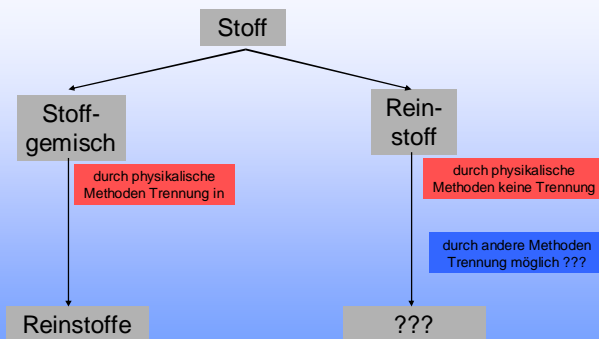 Stoff
Stoff-
gemisch
Rein-
stoff
durch physikalische
Methoden Trennung in
durch physikalische
Methoden keine Trennung
durch andere Methoden
Trennung möglich ???
Reinstoffe
???